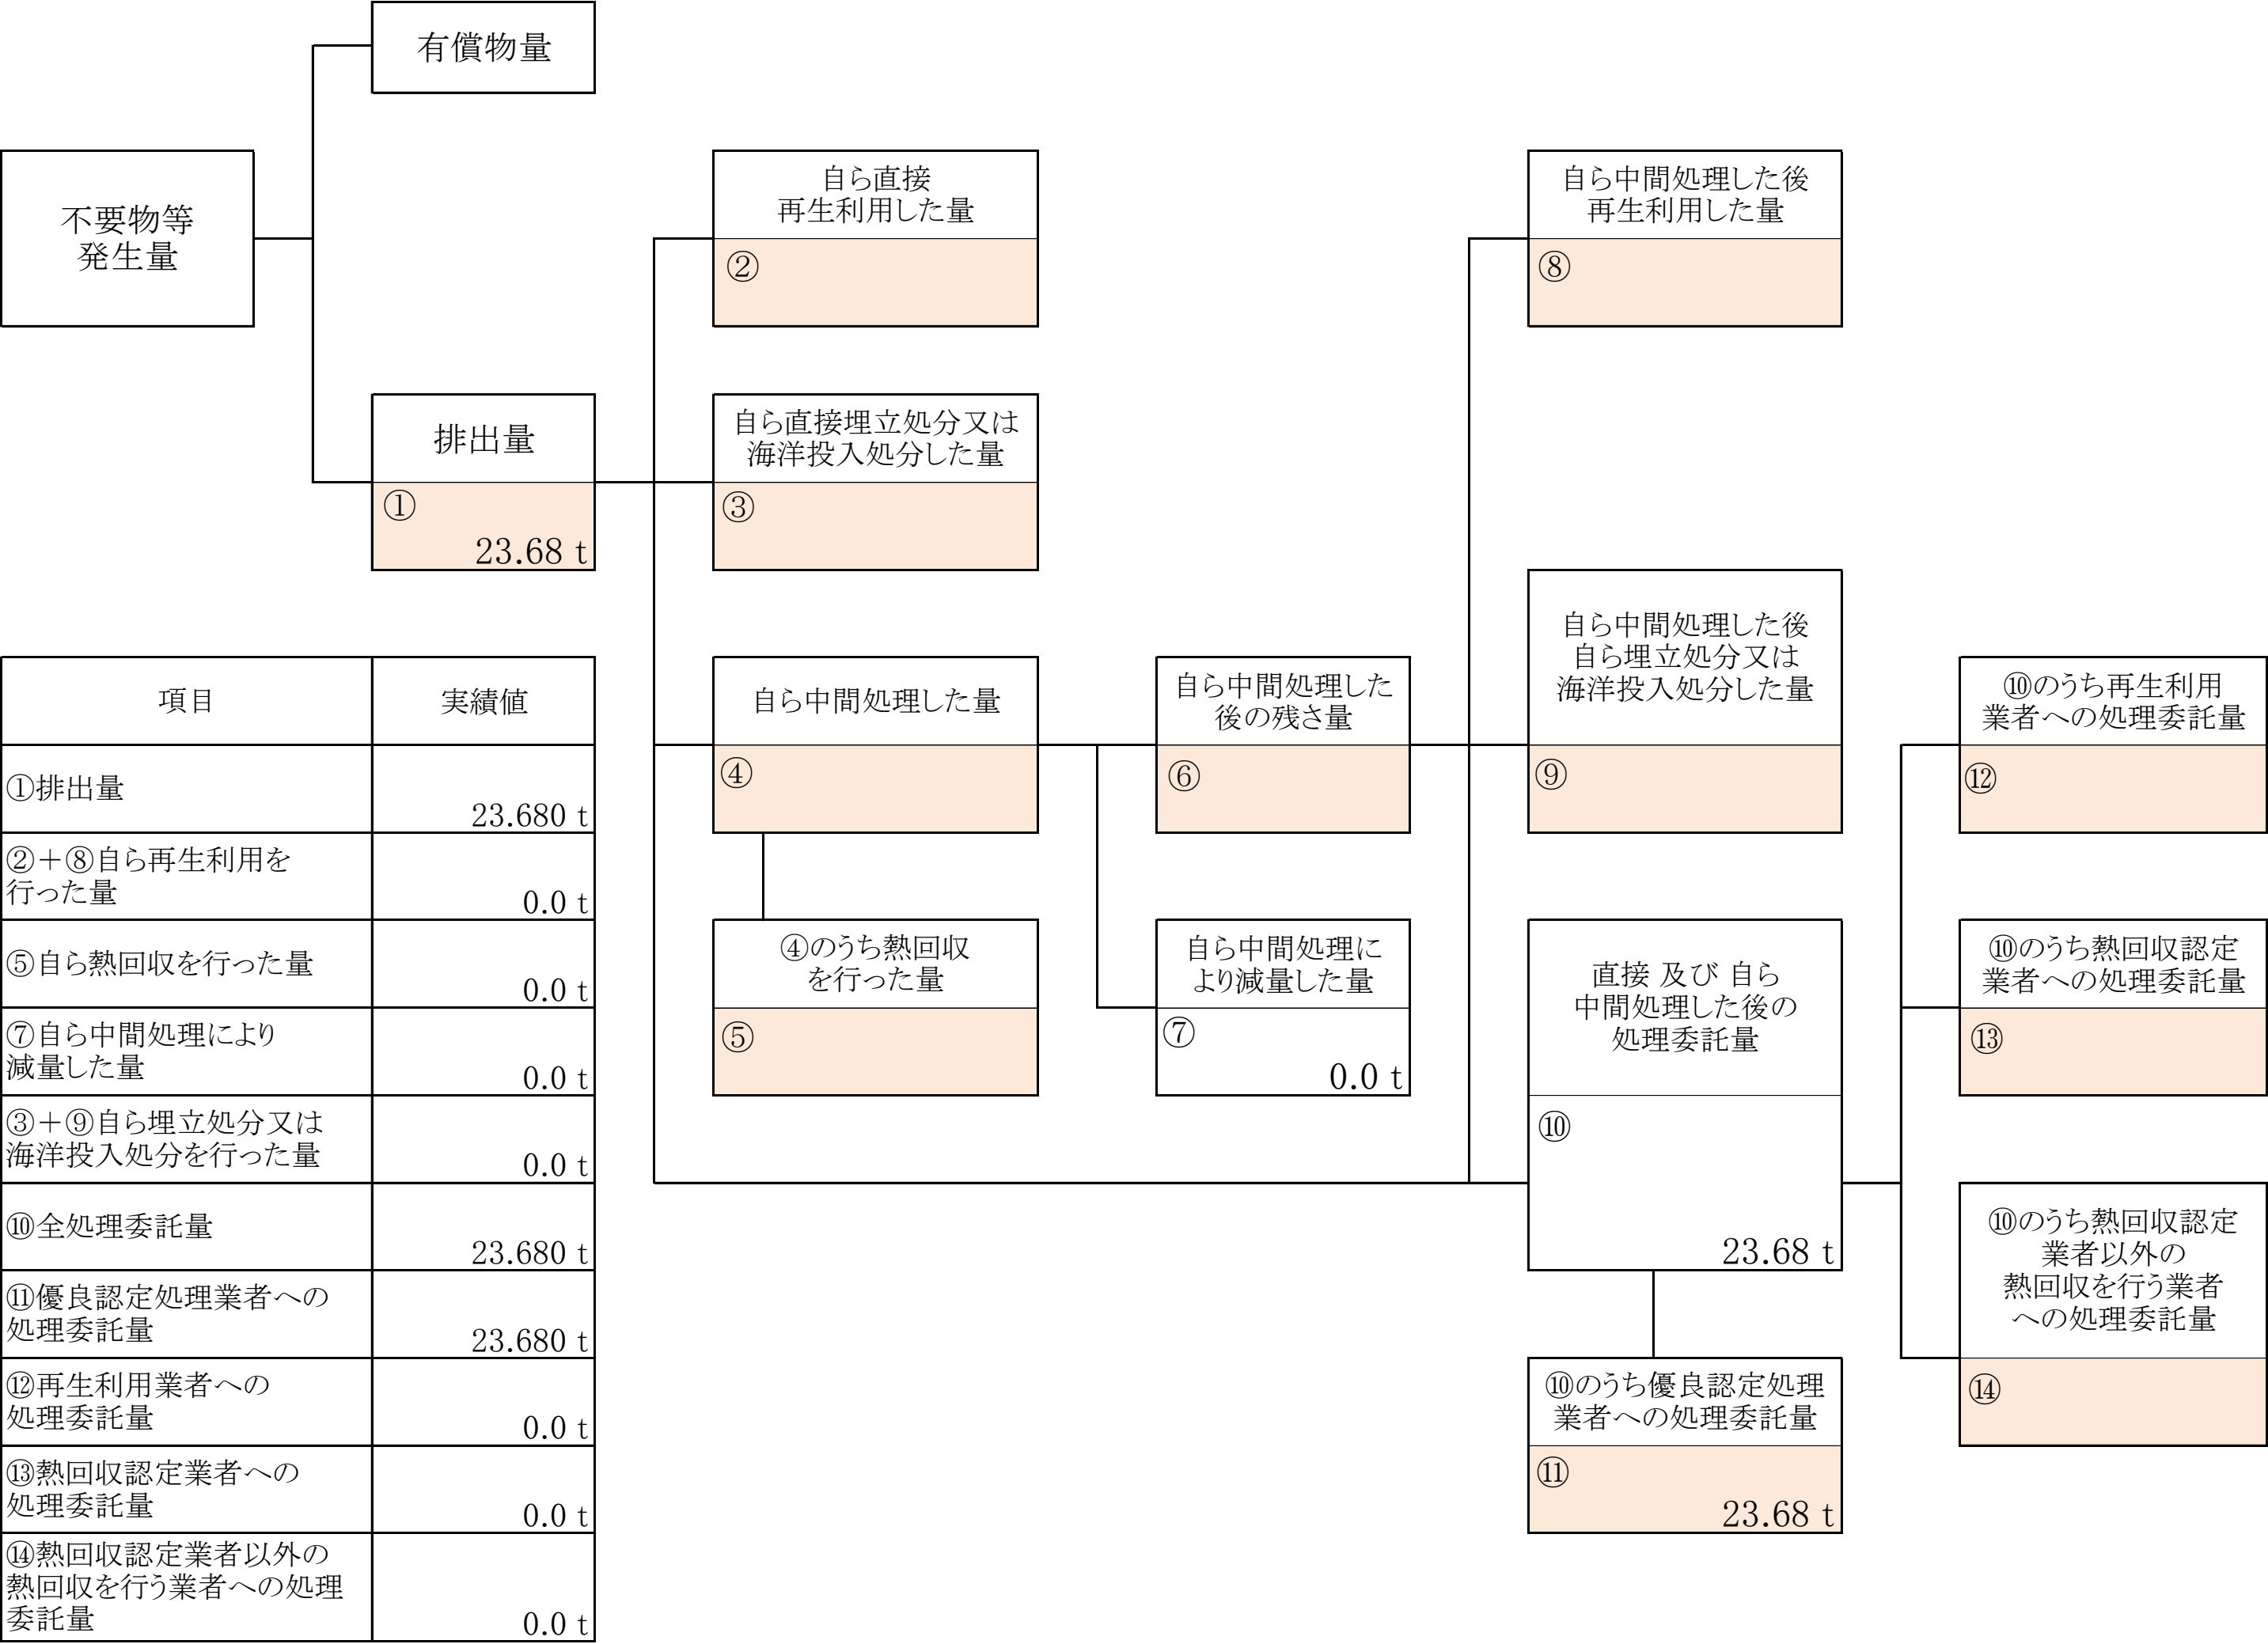 有償物量
不要物等
発生量
排出量
①
23.68 t
自ら直接
再生利用した量
②
自ら直接埋立処分又は
海洋投入処分した量
③
自ら中間処理した量
④
④のうち熱回収
を行った量
⑤
自ら中間処理した
後の残さ量
⑥
自ら中間処理に
より減量した量
⑦
0.0 t
自ら中間処理した後
再生利用した量
⑧
自ら中間処理した後
自ら埋立処分又は
海洋投入処分した量
⑨
直接 及び 自ら
中間処理した後の
処理委託量
⑩
23.68 t
⑩のうち優良認定処理
業者への処理委託量
⑪
23.68 t
⑩のうち再生利用
業者への処理委託量
⑫
⑩のうち熱回収認定
業者への処理委託量
⑬
⑩のうち熱回収認定
業者以外の
熱回収を行う業者
への処理委託量
⑭
項目 実績値
①排出量
23.680 t
②＋⑧自ら再生利用を
行った量
0.0 t
⑤自ら熱回収を行った量
0.0 t
⑦自ら中間処理により
減量した量
0.0 t
③＋⑨自ら埋立処分又は
海洋投入処分を行った量
0.0 t
⑩全処理委託量
23.680 t
⑪優良認定処理業者への
処理委託量
23.680 t
⑫再生利用業者への
処理委託量
0.0 t
⑬熱回収認定業者への
処理委託量
0.0 t
⑭熱回収認定業者以外の
熱回収を行う業者への処理
委託量
0.0 t